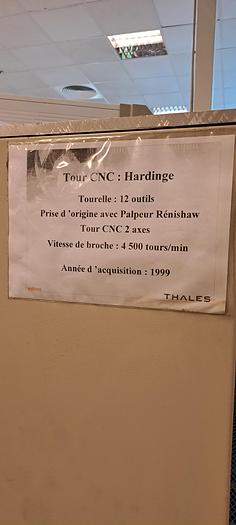 Tour CNC : Hardinge
Tourelle : 12 outils
Prise d 'origine avec Palpeur Rénishaw
Tour CNC 2 axes
Vitesse de broche : 4 500 tours/min
Année d 'acquisition : 1999
THALES